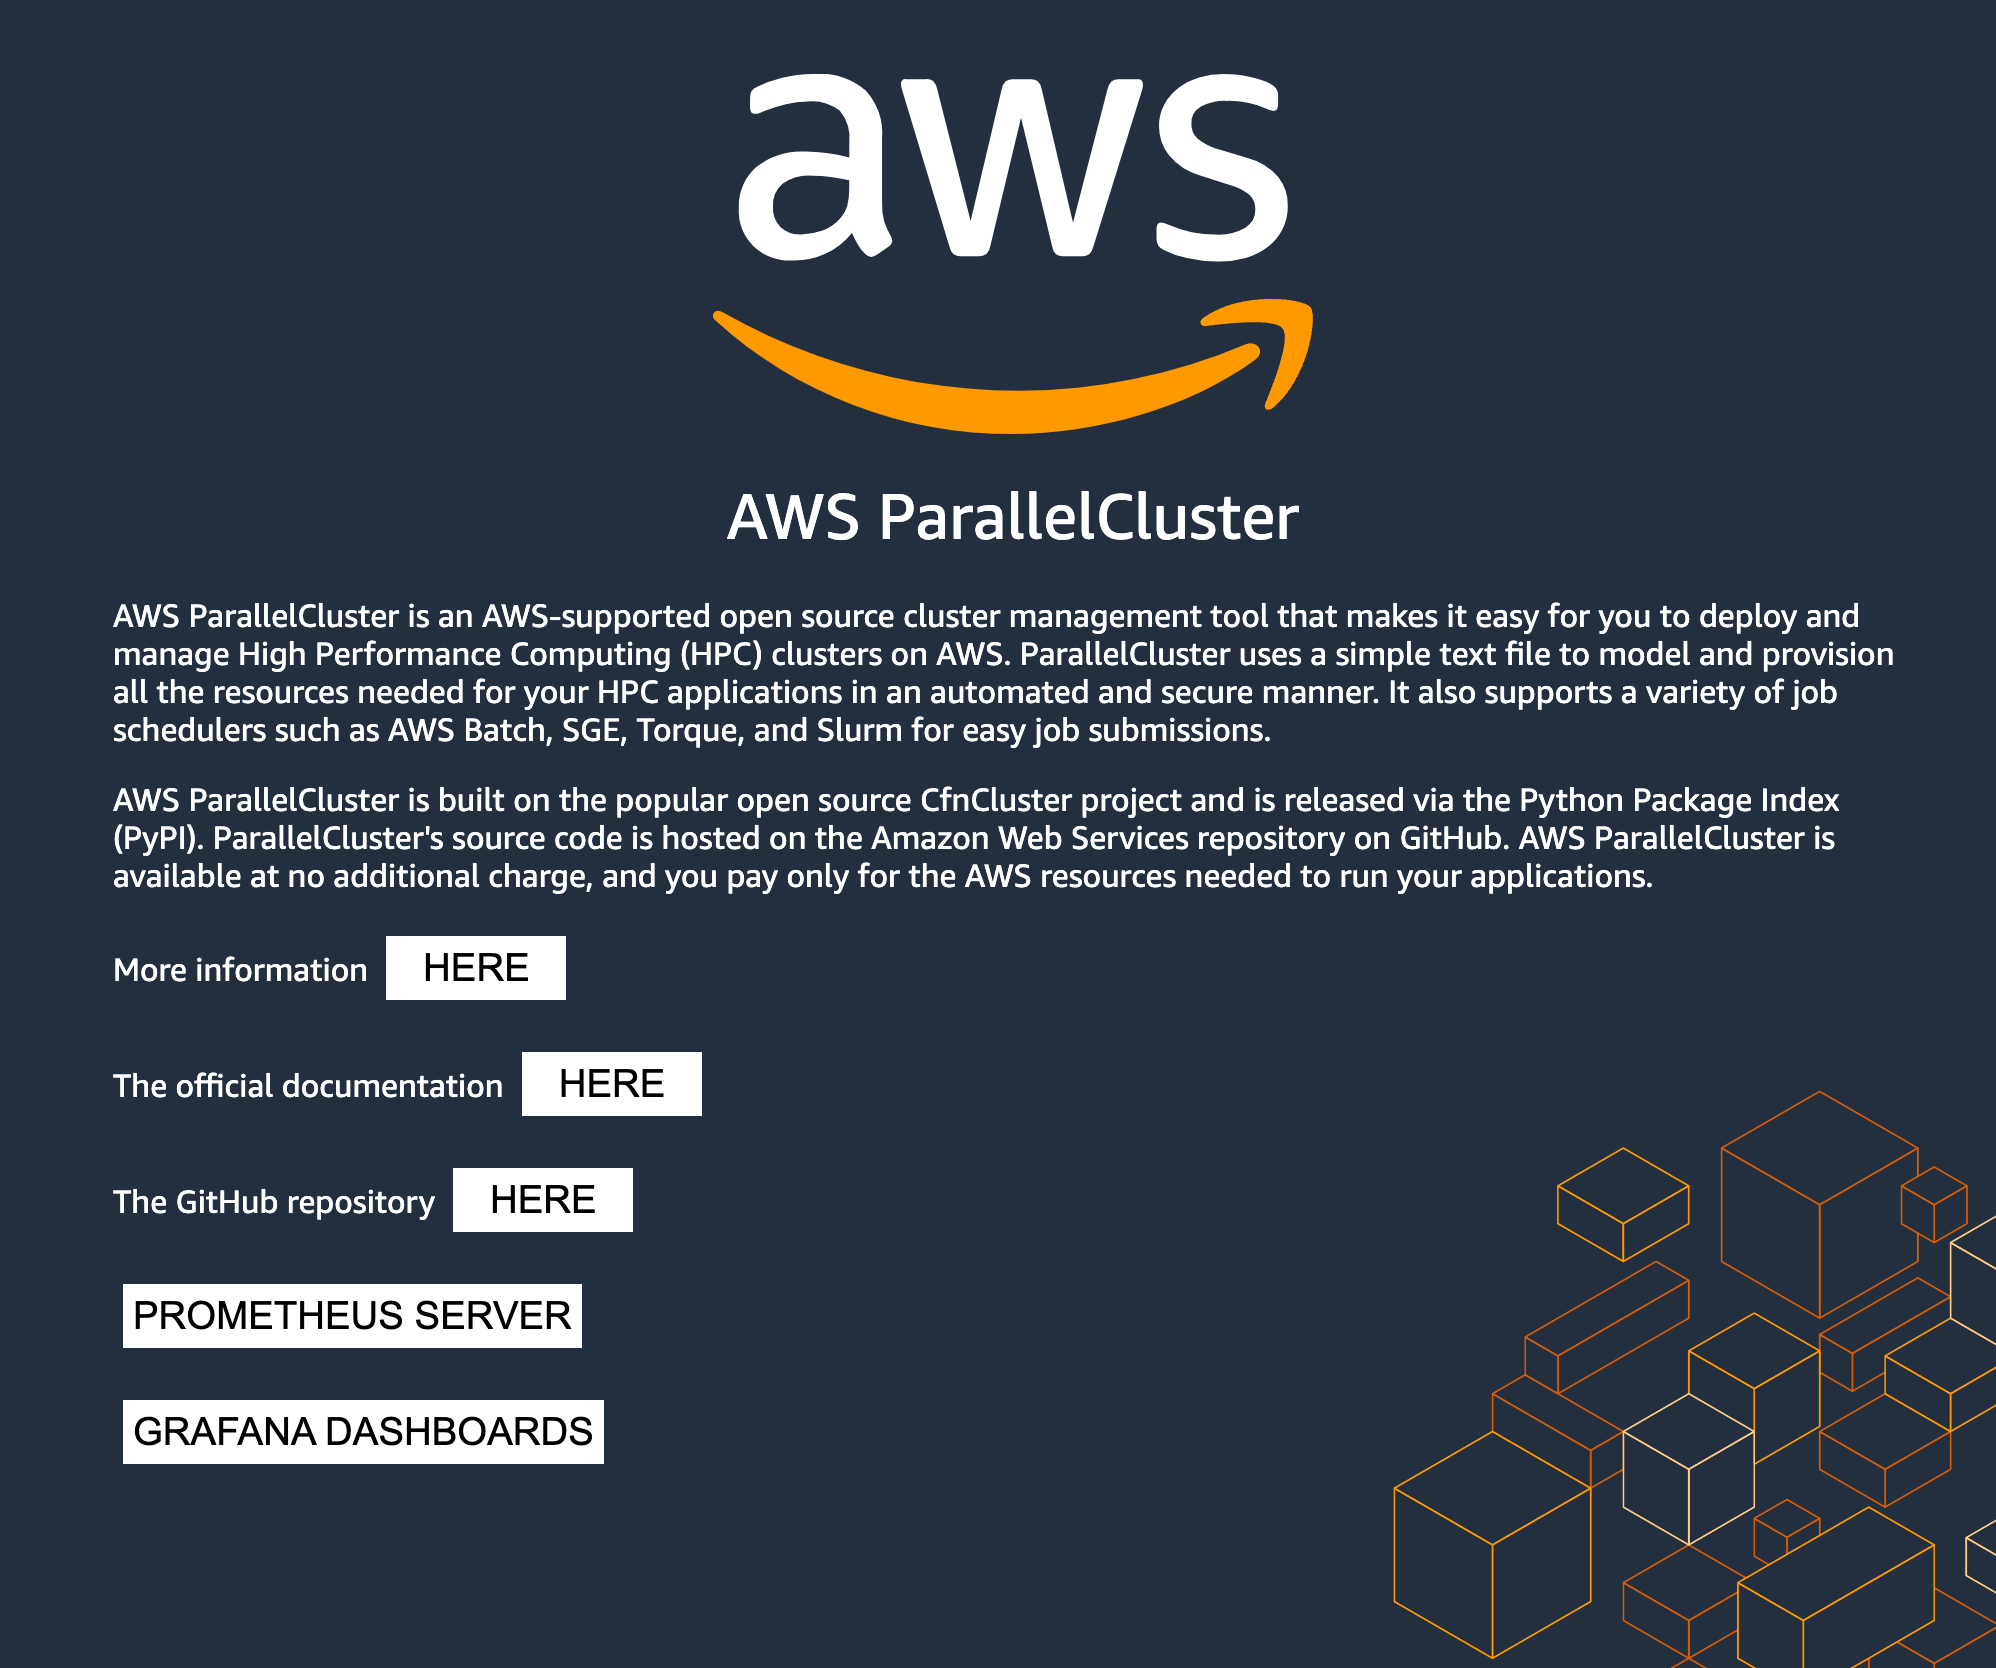 aws
AWS ParallelCluster
AWS ParallelCluster is an AWS-supported open source cluster management tool that makes it easy for you to deploy and
manage High Performance Computing (HPC) clusters on AWS. ParallelCluster uses a simple text file to model and provision
all the resources needed for your HPC applications in an automated and secure manner. It also supports a variety of job
schedulers such as AWS Batch, SGE, Torque, and Slurm for easy job submissions.
AWS ParallelCluster is built on the popular open source CfnCluster project and is released via the Python Package Index
(PyPI). ParallelCluster's source code is hosted on the Amazon Web Services repository on GitHub. AWS ParallelCluster is
available at no additional charge, and you pay only for the AWS resources needed to run your applications.
More information HERE
The official documentation HERE
The GitHub repository HERE
PROMETHEUS SERVER
GRAFANA DASHBOARDS